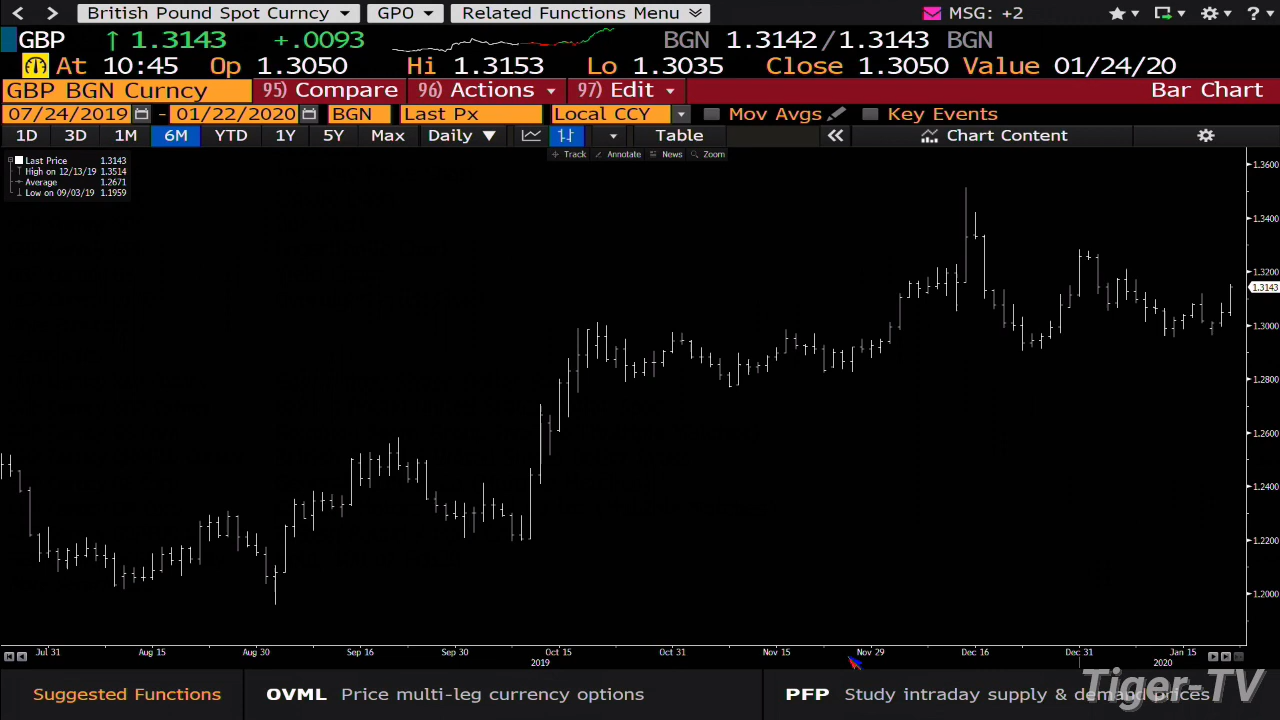 British Pound Spot Curncy GPO Related Functions Menu MSG: +2 ?
GBP ↑ 1.3143 +.0093 BGN 1.3142/1.3143 BGN
At 10:45 Op 1.3050 Hi 1.3153 Lo 1.3035 Close 1.3050 Value 01/24/20
GBP BGN Curncy 95) Compare 96) Actions 97) Edit Bar Chart
07/24/2019 - 01/22/2020 BGN Last Px Local CCY Mov Avgs Key Events
1D 3D 1M 6M YTD 1Y 5Y Max Daily ▼ Table « Chart Content
Track Annotate News Zoom
Last Price 1.3143
High on 12/13/19 1.3514
Average 1.2671
Low on 09/03/19 1.1959
1.3600
1.3400
1.3200
1.3143
1.3000
1.2800
1.2600
1.2400
1.2200
1.2000
Jul 31 Aug 15 Aug 30 Sep 16 Sep 30 Oct 15 Oct 31 Nov 15 Nov 29 Dec 16 Dec 31 Jan 15
2019 2020
Suggested Functions OVML Price multi-leg currency options PFP Study intraday supply & demand prices
Tiger-TV